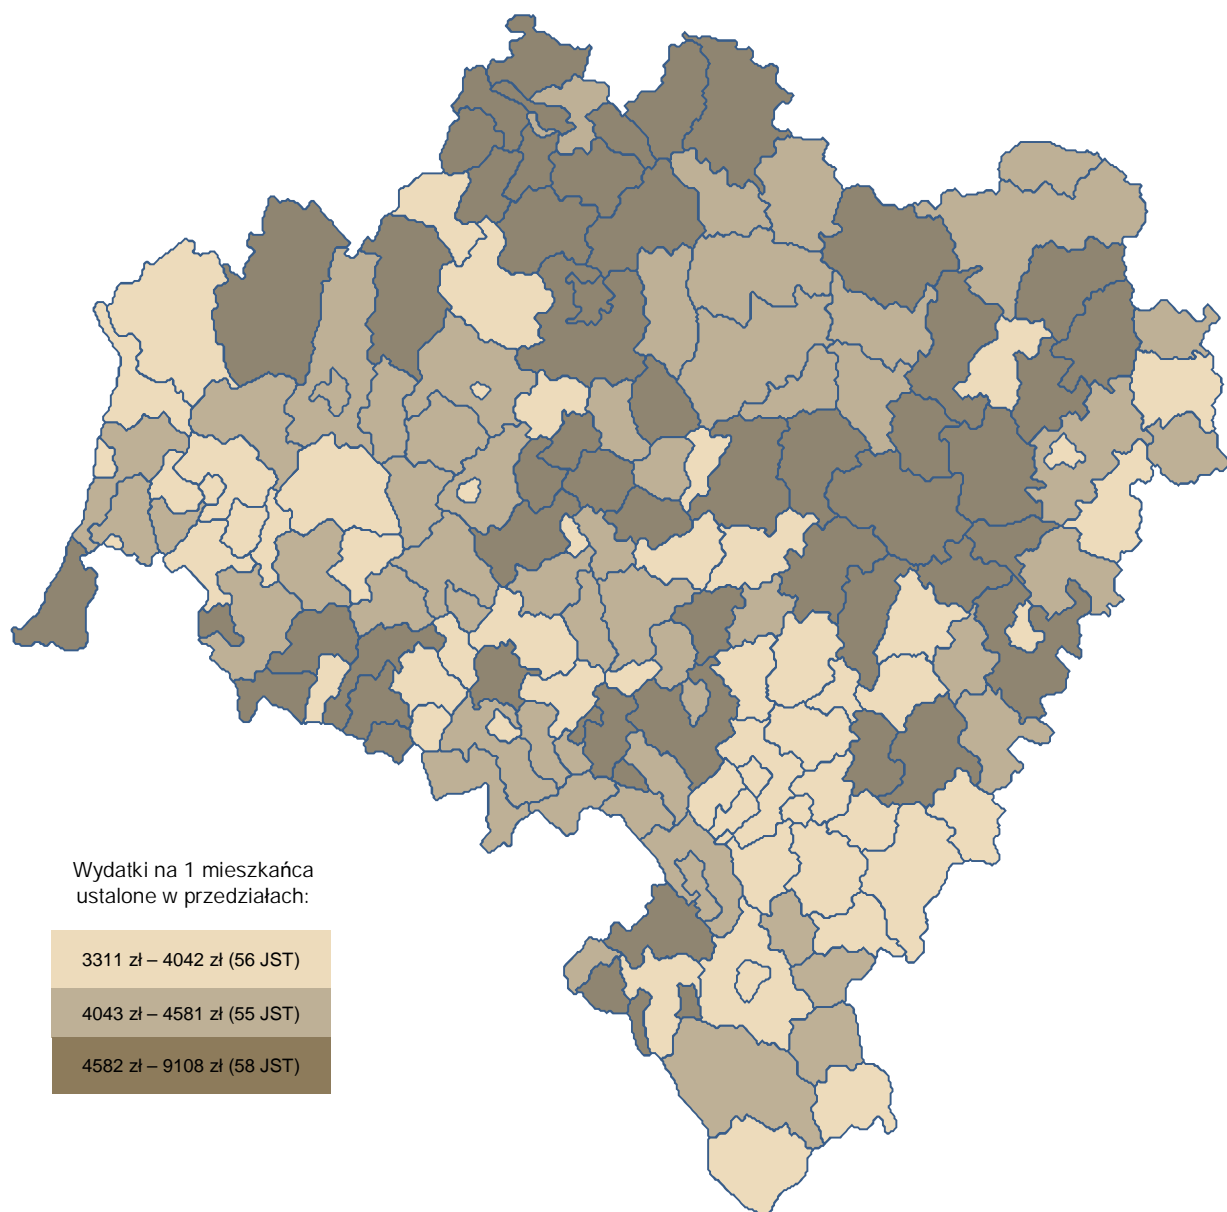 Wydatki na 1 mieszkańca
ustalone w przedziałach:
3311 zł – 4042 zł (56 JST)
4043 zł – 4581 zł (55 JST)
4582 zł – 9108 zł (58 JST)